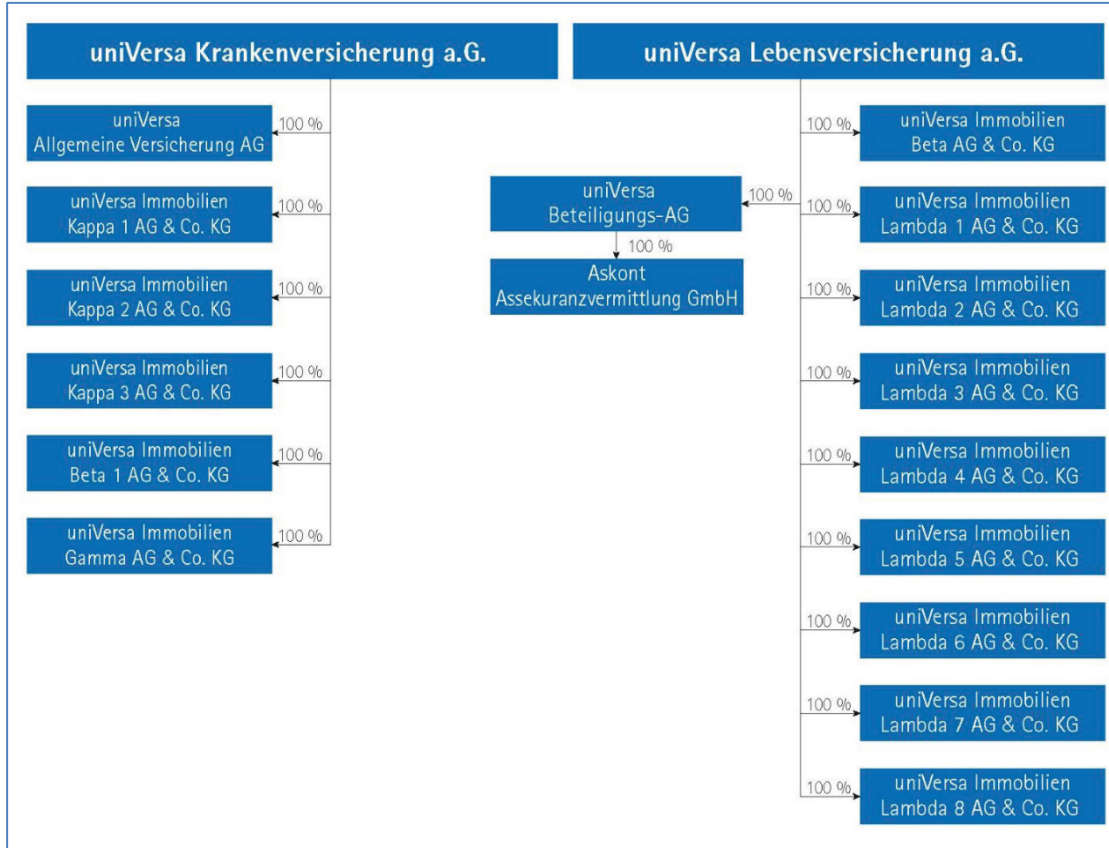 uniVersa Krankenversicherung a.G.
100 %
uniVersa
Allgemeine Versicherung AG
100 %
uniVersa Immobilien
Kappa 1 AG & Co. KG
100 %
uniVersa Immobilien
Kappa 2 AG & Co. KG
100 %
uniVersa Immobilien
Kappa 3 AG & Co. KG
100 %
uniVersa Immobilien
Beta 1 AG & Co. KG
100 %
uniVersa Immobilien
Gamma AG & Co. KG
uniVersa Lebensversicherung a.G.
100 %
uniVersa
Beteiligungs-AG
100 %
Askont
Assekuranzvermittlung GmbH
100 %
uniVersa Immobilien
Beta AG & Co. KG
100 %
uniVersa Immobilien
Lambda 1 AG & Co. KG
100 %
uniVersa Immobilien
Lambda 2 AG & Co. KG
100 %
uniVersa Immobilien
Lambda 3 AG & Co. KG
100 %
uniVersa Immobilien
Lambda 4 AG & Co. KG
100 %
uniVersa Immobilien
Lambda 5 AG & Co. KG
100 %
uniVersa Immobilien
Lambda 6 AG & Co. KG
100 %
uniVersa Immobilien
Lambda 7 AG & Co. KG
100 %
uniVersa Immobilien
Lambda 8 AG & Co. KG